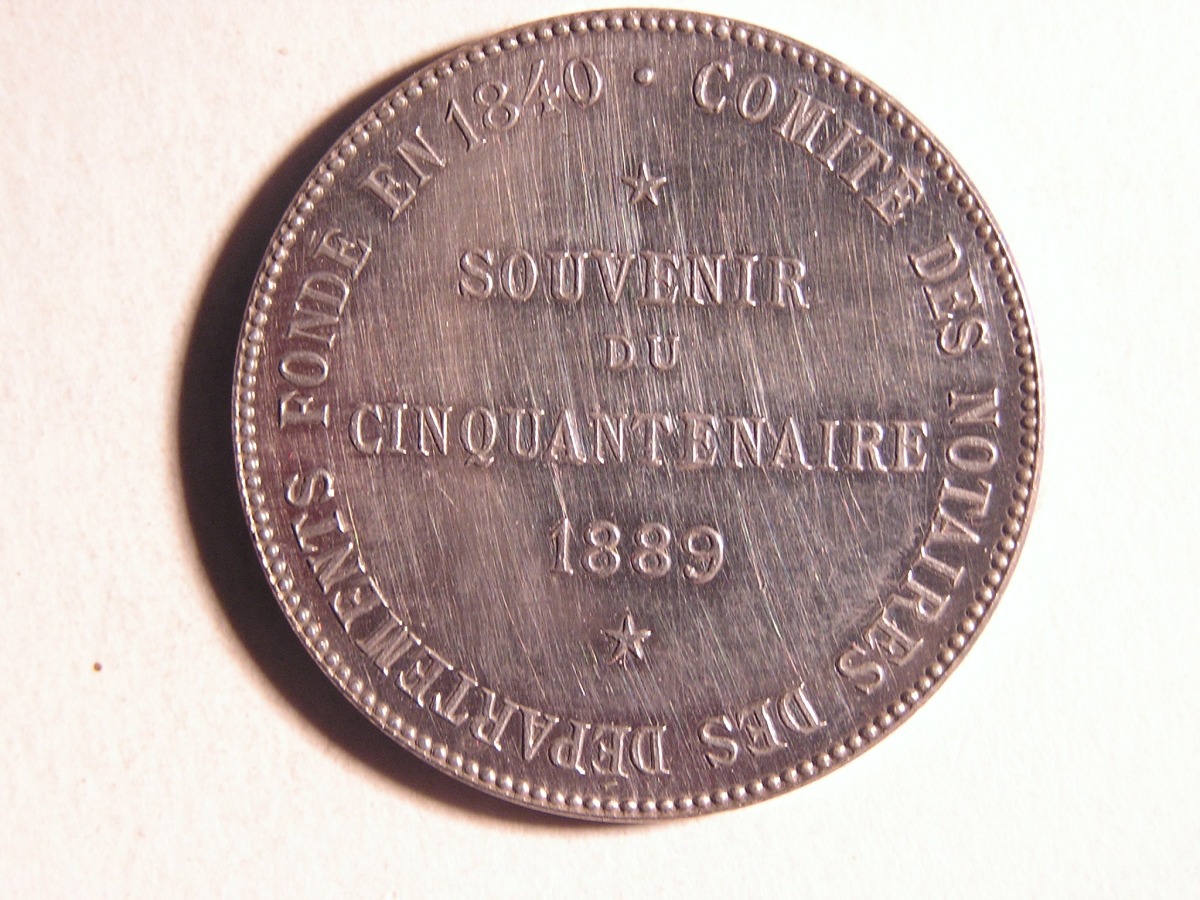 COMITÉ DES NOTAIRES DES DÉPARTEMENTS FONDÉ EN 1840 ·
SOUVENIR
DU
CINQUANTENAIRE
1889